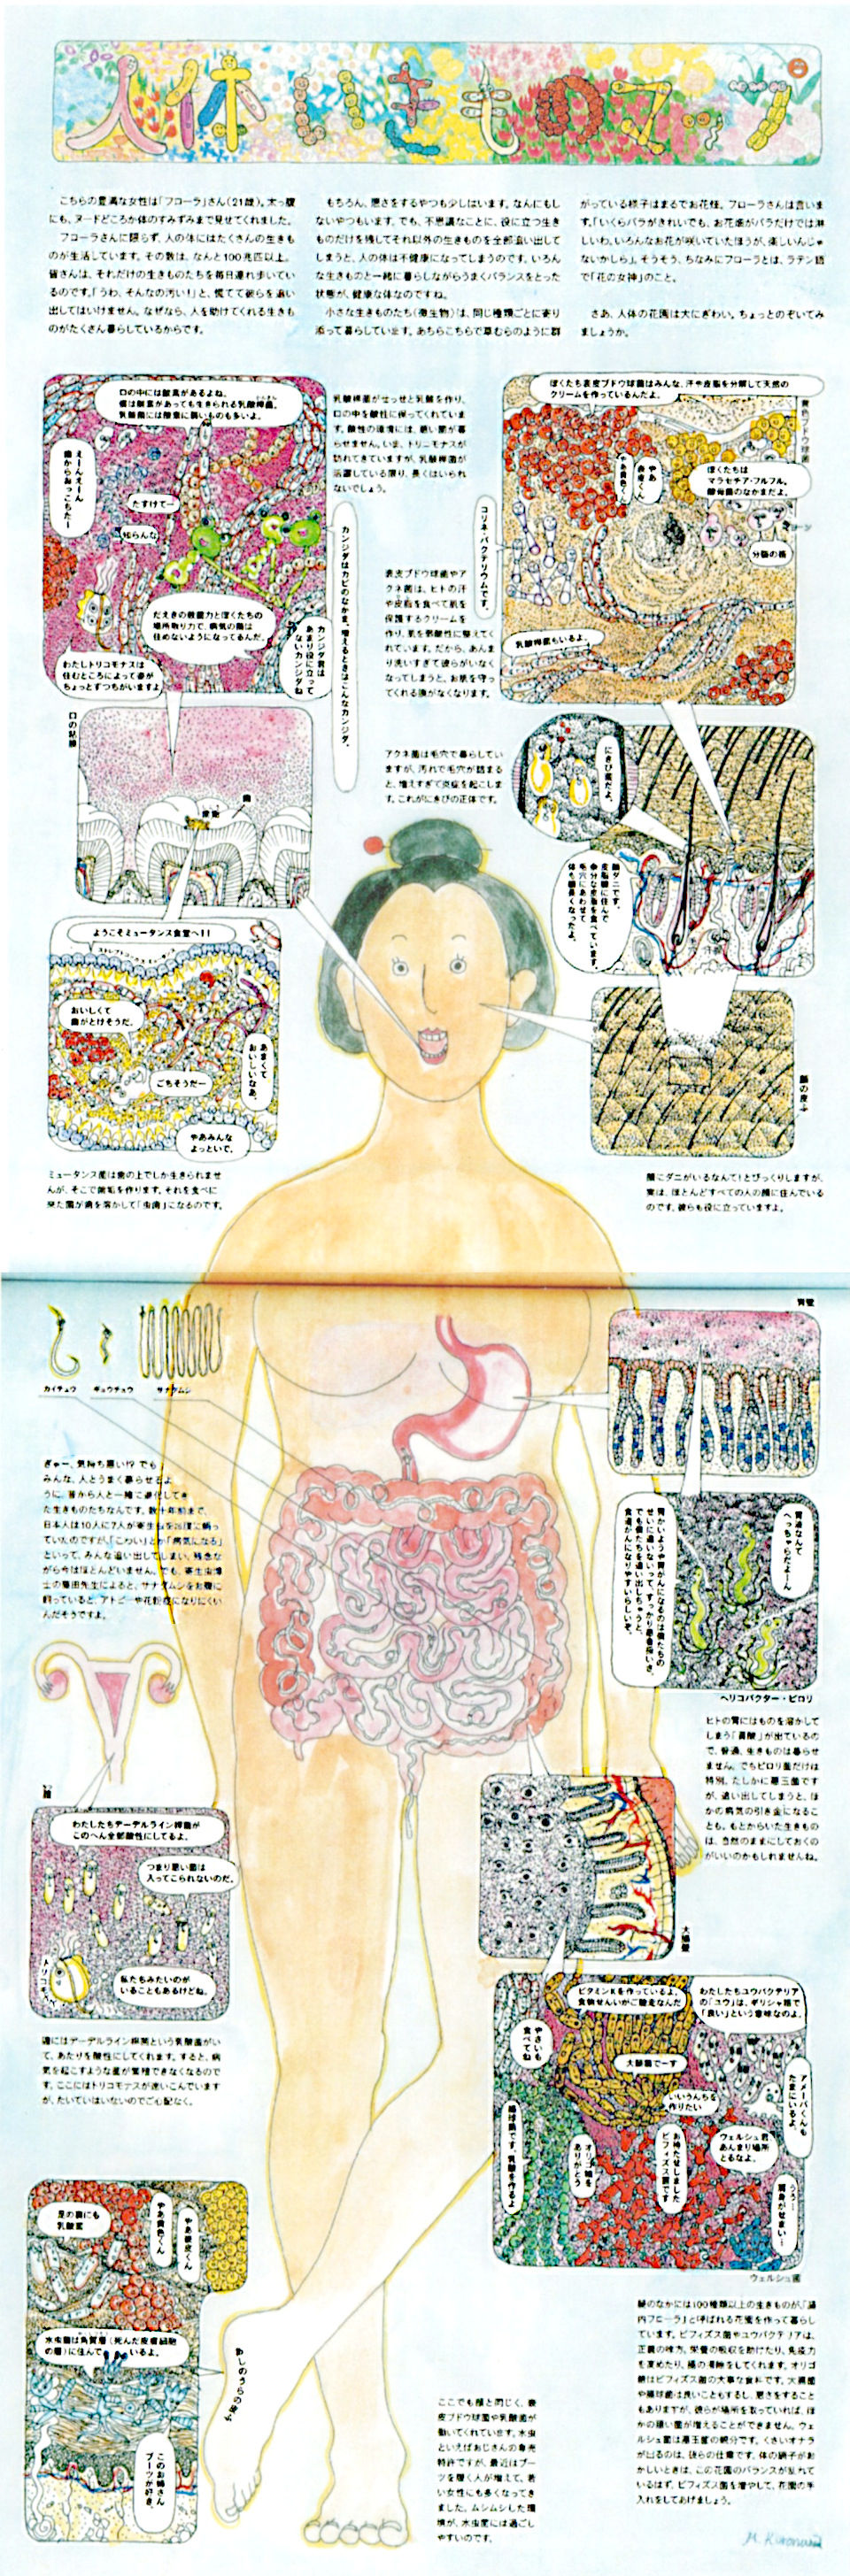 人体いきものマップ
こちらの豊満な女性は「フローラ」さん(21歳)。太っ腹
にも、ヌードどころか体のすみずみまで見せてくれました。
フローラさんに限らず、人の体にはたくさんの生きも
のが生活しています。その数は、なんと100兆匹以上。
皆さんは、それだけの生きものたちを毎日連れ歩いてい
るのです。「うわ、そんなの汚い!」と、慌てて彼らを追い
出してはいけません。なぜなら、人を助けてくれる生きも
のがたくさん暮らしているからです。
もちろん、悪さをするやつも少しはいます。なんにもし
ないやつもいます。でも、不思議なことに、役に立つ生き
ものだけを残してそれ以外の生きものを全部追い出して
しまうと、人の体は不健康になってしまうのです。いろん
な生きものと一緒に暮らしながらうまくバランスをとった
状態が、健康な体なのですね。
小さな生きものたち(微生物)は、同じ種類ごとに寄り
添って暮らしています。あちらこちらで草むらのように群
がっている様子はまるでお花畑。フローラさんは言いま
す。「いくらバラがきれいでも、お花畑がバラだけでは淋
しいわ。いろんなお花が咲いていたほうが、楽しいんじゃ
ないかしら」。そうそう、ちなみにフローラとは、ラテン語
で「花の女神」のこと。
さあ、人体の花園は大にぎわい。ちょっとのぞいてみ
ましょうか。
口の中には酸素があるよね。
僕は酸素があっても生きられる乳酸桿菌。
乳酸菌には酸素に弱いものも多いよ。
えーんえーん
歯からおっこちたー
たすけてー
知らんな
だえきの殺菌力とぼくたちの
場所取り力で、病気の菌は
住めないようになってるんだ。
わたしトリコモナスは
住むところによって姿が
ちょっとずつちがいますよ
カンジダ君は
あまり役に立って
ないカンジダね
カンジダはカビのなかま。増えるときはこんなカンジダ。
乳酸桿菌がせっせと乳酸を作り、
口の中を酸性に保ってくれていま
す。酸性の環境には、悪い菌が暮
らせません。いま、トリコモナスが
訪れてきていますが、乳酸桿菌が
活躍している限り、長くはいられ
ないでしょう。
ぼくたち表皮ブドウ球菌はみんな、汗や皮脂を分解して天然の
クリームを作っているんだよ。
黄色ブドウ球菌
やあ黄色くん
やあ
表皮くん
ぼくたちは
マラセチア・フルフル。
酵母菌のなかまだよ。
コリネ・バクテリウムです。
乳酸桿菌もいるよ。
表皮ブドウ球菌やア
クネ菌は、ヒトの汗
や皮脂を食べて肌を
保護するクリームを
作り、肌を弱酸性に整えてく
れています。だから、あんま
り洗いすぎて彼らがいなく
なってしまうと、お肌を守っ
てくれる膜がなくなります。
アクネ菌は毛穴で暮らしてい
ますが、汚れで毛穴が詰まる
と、増えすぎて炎症を起こしま
す。これがにきびの正体です。
口の粘膜
歯
歯垢
にきび菌だよ。
顔ダニです。
皮脂腺に住んで
余分な皮脂を食べています。
毛穴にあわせて
体も細長くなったよ。
ようこそミュータンス食堂へ!!
おいしくて
歯がとけそうだ。
あまくて
おいしいなあ。
ごちそうだー
やあみんな
よっといで。
顔の皮ふ
ミュータンス菌は歯の上でしか生きられませ
んが、そこで歯垢を作ります。それを食べに
来た菌が歯を溶かして「虫歯」になるのです。
顔にダニがいるなんて!とびっくりしますが、
実は、ほとんどすべての人の顔に住んでいる
のです。彼らも役に立っていますよ。
カイチュウ
ギョウチュウ
サナダムシ
胃壁
ぎゃー、気持ち悪い!? でも
みんな、人とうまく暮らせるよ
うに、昔から人と一緒に進化してき
た生きものたちなんです。数十年前まで、
日本人は10人に7人が寄生虫をお腹に飼っ
ていたのですが、「こわい」とか「病気になる」
といって、みんな追い出してしまい、残念な
がら今はほとんどいません。でも、寄生虫博
士の藤田先生によると、サナダムシをお腹に
飼っていると、アトピーや花粉症になりにくい
んだそうですよ。
胃液なんて
へっちゃらだよーん
胃かいようや胃がんになるのは僕たちの
せいに違いないって、すっかり悪者扱いさ。
でも僕たちを追い出しちゃうと、
食道がんになりやすいらしいぞ。
ヘリコバクター・ピロリ
ヒトの胃にはものを溶かして
しまう「胃酸」が出ているの
で、普通、生きものは暮らせ
ません。でもピロリ菌だけは
特別。たしかに悪玉菌です
が、追い出してしまうと、ほ
かの病気の引き金になるこ
とも。もとからいた生きもの
は、自然のままにしておくの
がいいのかもしれませんね。
膣
わたしたちデーデルライン桿菌が
このへん全部酸性にしてるよ。
つまり悪い菌は
入ってこられないのだ。
私たちみたいのが
いることもあるけどね。
トリコモナス
膣にはデーデルライン桿菌という乳酸菌がい
て、あたりを酸性にしてくれます。すると、病
気を起こすような菌が繁殖できなくなるので
す。ここにはトリコモナスが迷いこんでいます
が、たいていはいないのでご心配なく。
大腸壁
ビタミンKを作っているよ。
食物せんいがご馳走なんだ
わたしたちユウバクテリア
の「ユウ」は、ギリシャ語で
「良い」という意味なのよ。
やさいも
食べてね
大腸菌でーす
いいうんちを
作りたい
アメーバくんも
たまにいるよ。
腸球菌です。乳酸を作るよ
オリゴ糖を
ありがとう
お待たせしました
ビフィズス菌です
ウェルシュ君
あんまり場所
とるなよ。
うう…
肩身がせまい…
ウェルシュ菌
足の裏にも
乳酸菌
やあ黄色くん
やあ表皮くん
水虫菌は角質層(死んだ皮膚細胞
の層)に住んでいるよ。
このお姉さん
ブーツが好き。
あしのうらの皮ふ
ここでも顔と同じく、表
皮ブドウ球菌や乳酸菌が
働いてくれています。水虫
といえばおじさんの専売
特許ですが、最近はブー
ツを履く人が増えて、若
い女性にも多くなってき
ました。ムシムシした環
境が、水虫菌には過ごし
やすいのです。
腸のなかには100種類以上の生きものが、「腸
内フローラ」と呼ばれる花園を作って暮らし
ています。ビフィズス菌やユウバクテリアは、
正義の味方。栄養の吸収を助けたり、免疫力
を高めたり、腸の掃除をしてくれます。オリゴ
糖はビフィズス菌の大事な食料です。大腸菌
や腸球菌は良いこともするし、悪さをすること
もありますが、彼らが場所を取っていれば、ほ
かの悪い菌が増えることができません。ウェ
ルシュ菌は悪玉菌の親分です。くさいオナラ
が出るのは、彼らの仕業です。体の調子がお
かしいときは、この花園のバランスが乱れて
いるはず。ビフィズス菌を増やして、花園の手
入れをしてあげましょう。